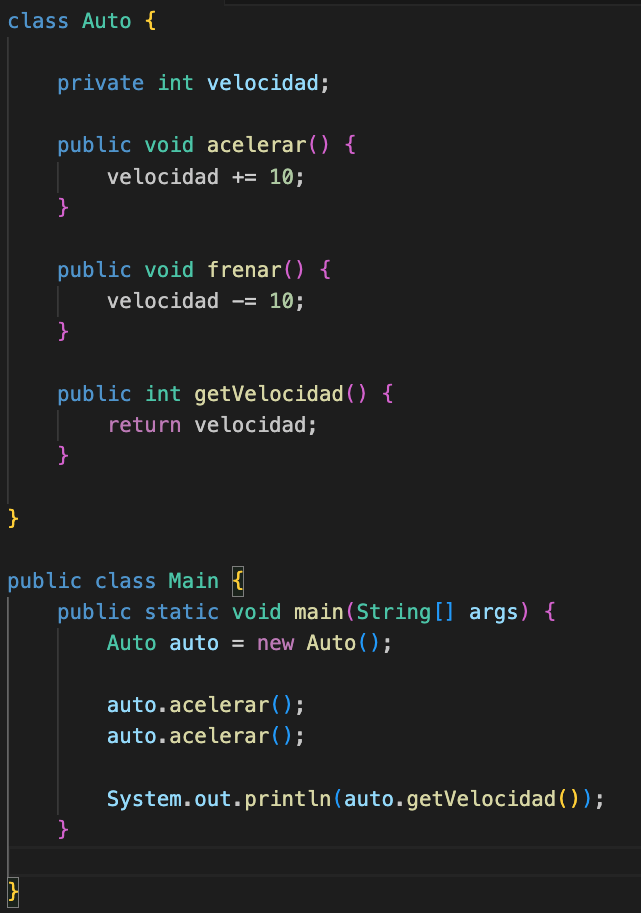 class Auto {
    private int velocidad;
    public void acelerar() {
        velocidad += 10;
    }
    public void frenar() {
        velocidad -= 10;
    }
    public int getVelocidad() {
        return velocidad;
    }
}
public class Main {
    public static void main(String[] args) {
        Auto auto = new Auto();
        auto.acelerar();
        auto.acelerar();
        System.out.println(auto.getVelocidad());
    }
}